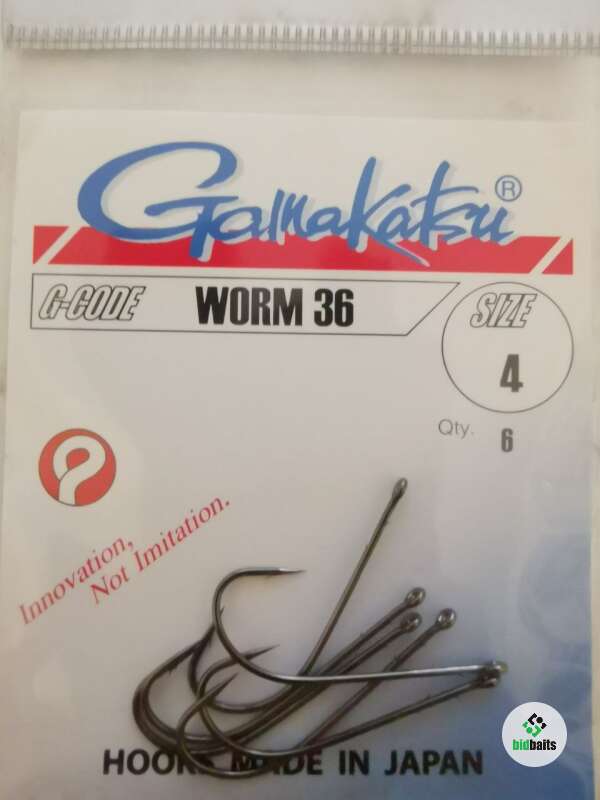 Gamakatsu®
G-CODE WORM 36 SIZE
4
Qty. 6
Innovation,
Not Imitation.
HOOKS MADE IN JAPAN
bidbaits